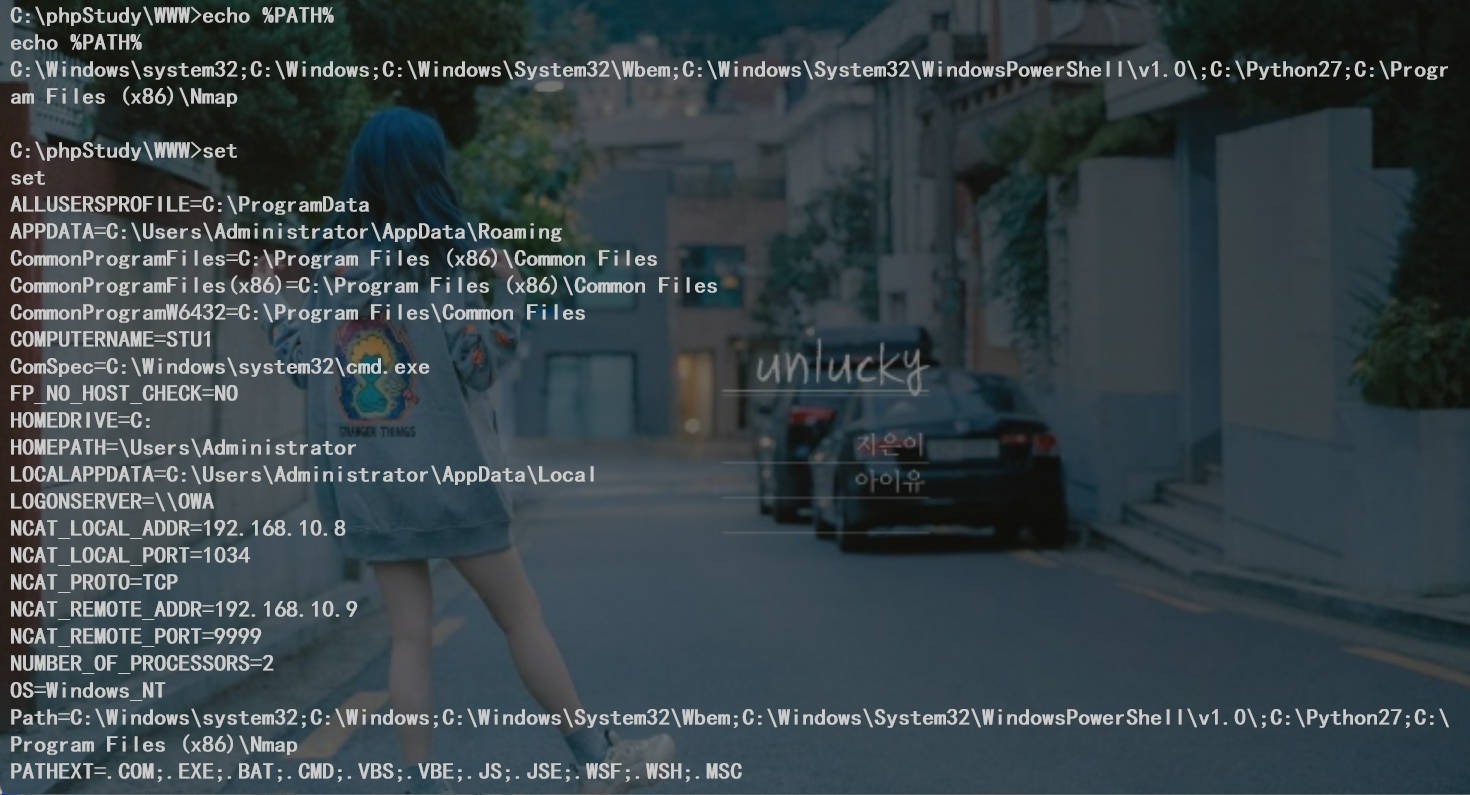 C:\phpStudy\WWW>echo %PATH%
echo %PATH%
C:\Windows\system32;C:\Windows;C:\Windows\System32\Wbem;C:\Windows\System32\WindowsPowerShell\v1.0\;C:\Python27;C:\Progr
am Files (x86)\Nmap
C:\phpStudy\WWW>set
set
ALLUSERSPROFILE=C:\ProgramData
APPDATA=C:\Users\Administrator\AppData\Roaming
CommonProgramFiles=C:\Program Files (x86)\Common Files
CommonProgramFiles(x86)=C:\Program Files (x86)\Common Files
CommonProgramW6432=C:\Program Files\Common Files
COMPUTERNAME=STU1
ComSpec=C:\Windows\system32\cmd.exe
FP_NO_HOST_CHECK=NO
HOMEDRIVE=C:
HOMEPATH=\Users\Administrator
LOCALAPPDATA=C:\Users\Administrator\AppData\Local
LOGONSERVER=\\OWA
NCAT_LOCAL_ADDR=192.168.10.8
NCAT_LOCAL_PORT=1034
NCAT_PROTO=TCP
NCAT_REMOTE_ADDR=192.168.10.9
NCAT_REMOTE_PORT=9999
NUMBER_OF_PROCESSORS=2
OS=Windows_NT
Path=C:\Windows\system32;C:\Windows;C:\Windows\System32\Wbem;C:\Windows\System32\WindowsPowerShell\v1.0\;C:\Python27;C:\
Program Files (x86)\Nmap
PATHEXT=.COM;.EXE;.BAT;.CMD;.VBS;.VBE;.JS;.JSE;.WSF;.WSH;.MSC
unlucky
지은이
아이유
STRANGER THINGS